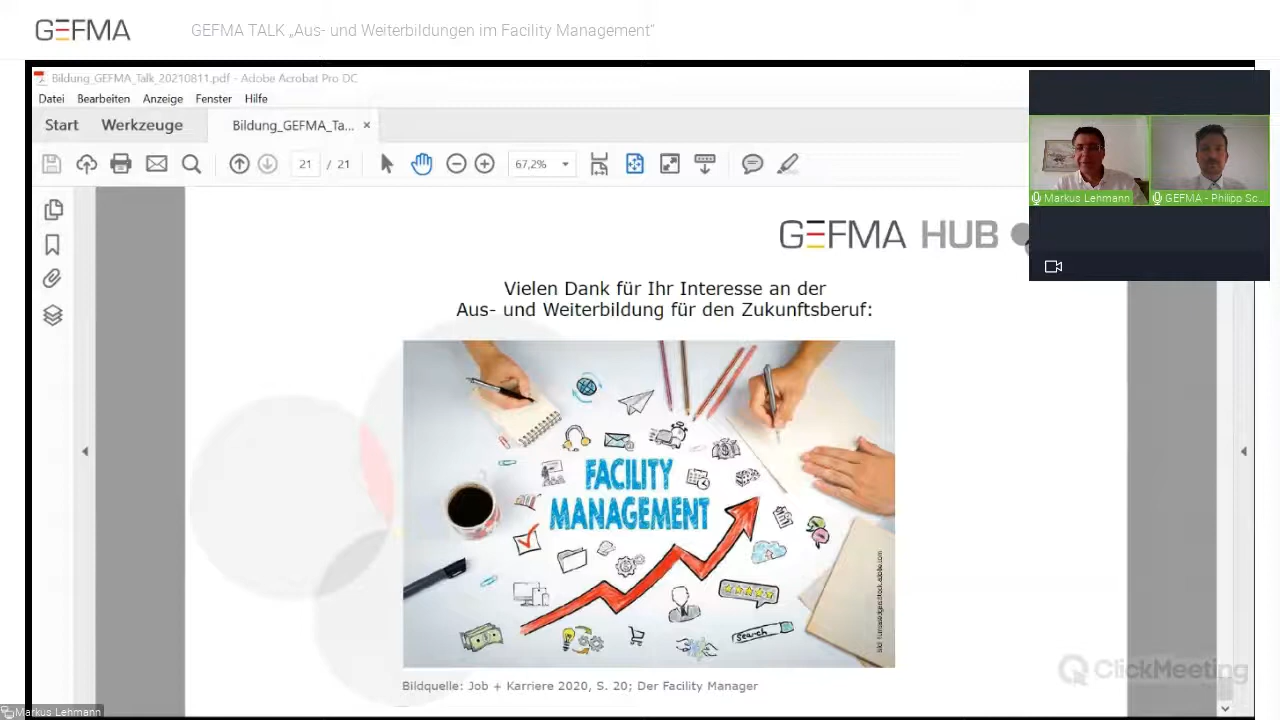 GEFMA
GEFMA TALK „Aus- und Weiterbildungen im Facility Management“
Bildung_GEFMA_Talk_20210811.pdf - Adobe Acrobat Pro DC
Datei Bearbeiten Anzeige Fenster Hilfe
Start Werkzeuge Bildung_GEFMA_Ta... ×
21 / 21 67,2%
Markus Lehmann GEFMA - Philipp Sc...
GEFMA HUB
Vielen Dank für Ihr Interesse an der
Aus- und Weiterbildung für den Zukunftsberuf:
FACILITY
MANAGEMENT
Search
Bildquelle: Job + Karriere 2020, S. 20; Der Facility Manager
ClickMeeting
Markus Lehmann